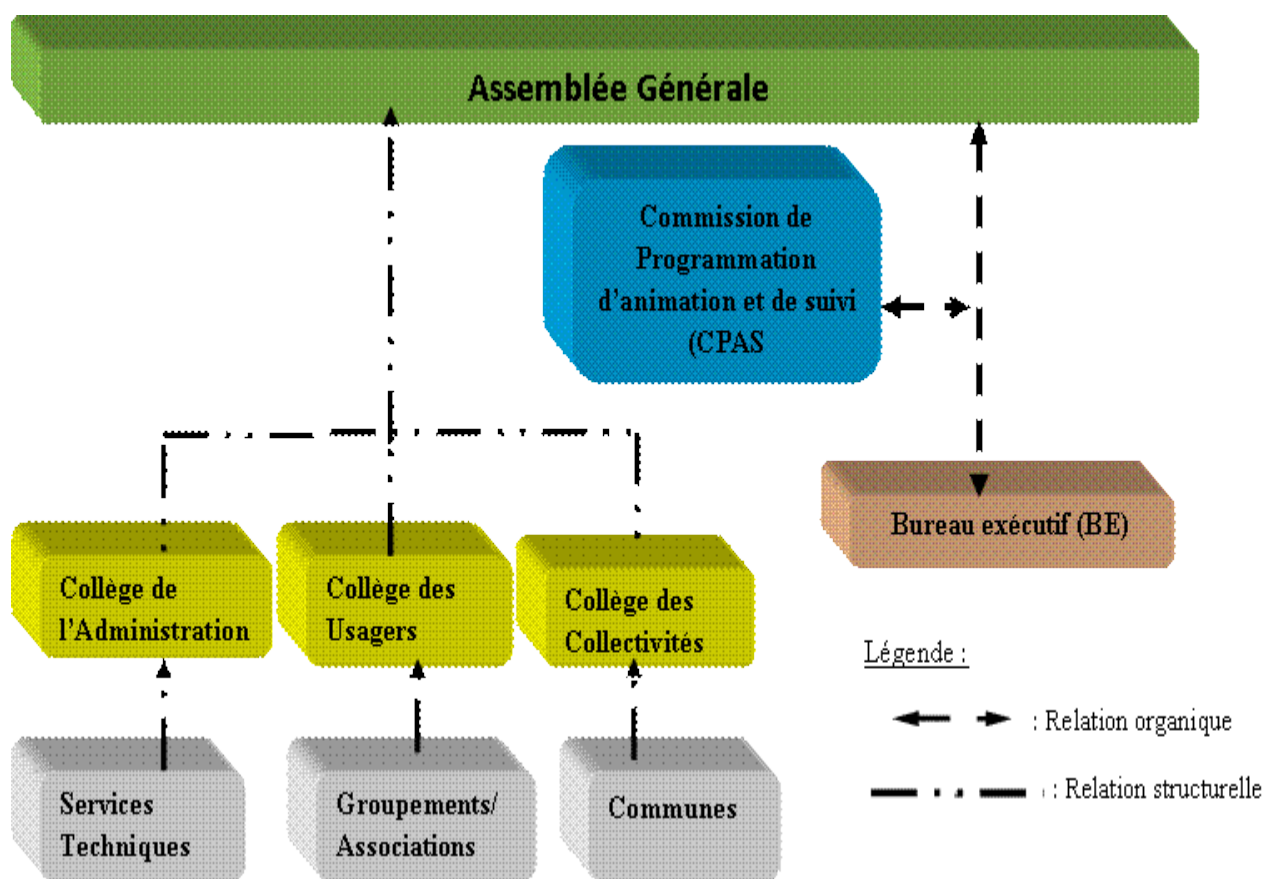 Assemblée Générale
Commission de
Programmation
d'animation et de suivi
(CPAS
Bureau exécutif (BE)
Collège de
l'Administration
Collège des
Usagers
Collège des
Collectivités
Services
Techniques
Groupements/
Associations
Communes
Légende :
: Relation organique
: Relation structurelle